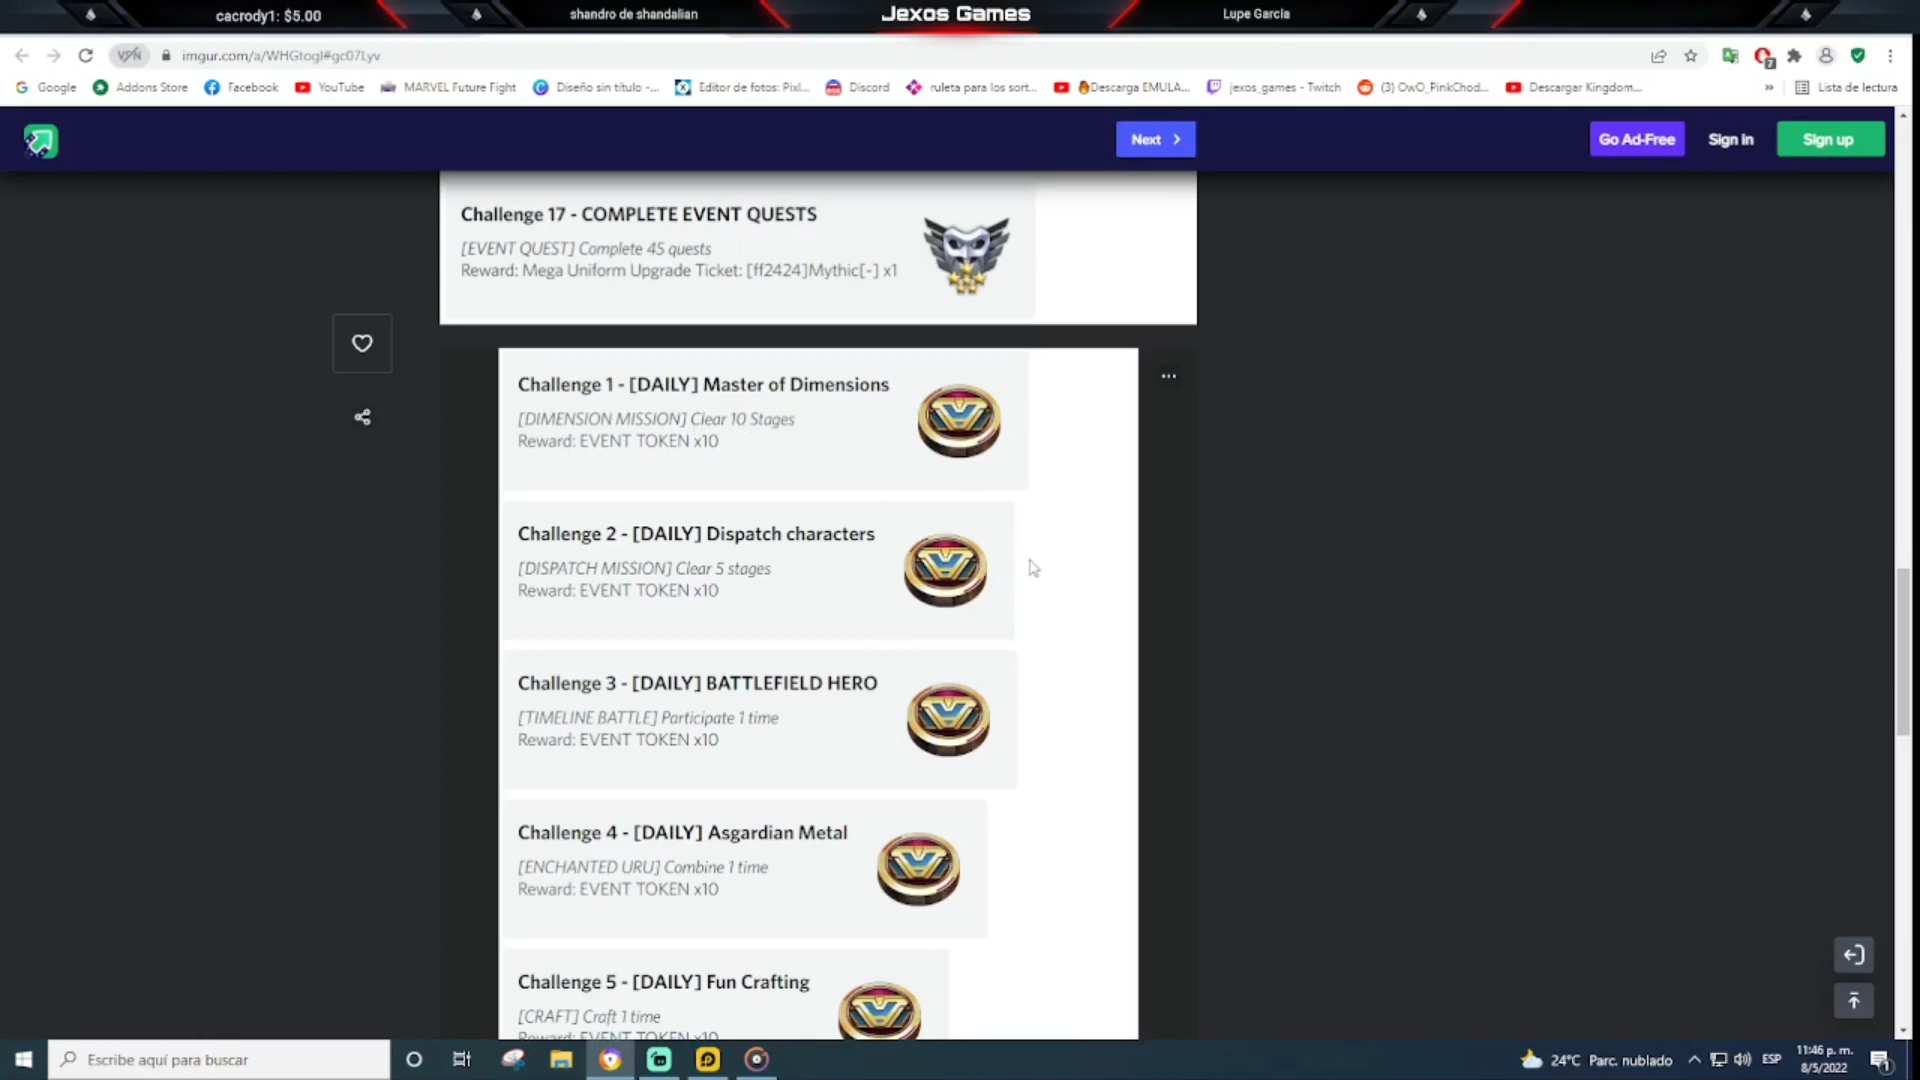 cacrody1: $5.00
shandro de shandalian
Jexos Games
Lupe Garcia
VPN
imgur.com/a/WHGtogl#gc07Lyv
Google
Addons Store
Facebook
YouTube
MARVEL Future Fight
Diseño sin título -...
Editor de fotos: Pixl...
Discord
ruleta para los sort...
Descarga EMULA...
jexos_games - Twitch
(3) OwO_PinkChod...
Descargar Kingdom...
»
Lista de lectura
Next
Go Ad-Free
Sign in
Sign up
Challenge 17 - COMPLETE EVENT QUESTS
[EVENT QUEST] Complete 45 quests
Reward: Mega Uniform Upgrade Ticket: [ff2424]Mythic[-] x1
Challenge 1 - [DAILY] Master of Dimensions
[DIMENSION MISSION] Clear 10 Stages
Reward: EVENT TOKEN x10
Challenge 2 - [DAILY] Dispatch characters
[DISPATCH MISSION] Clear 5 stages
Reward: EVENT TOKEN x10
Challenge 3 - [DAILY] BATTLEFIELD HERO
[TIMELINE BATTLE] Participate 1 time
Reward: EVENT TOKEN x10
Challenge 4 - [DAILY] Asgardian Metal
[ENCHANTED URU] Combine 1 time
Reward: EVENT TOKEN x10
Challenge 5 - [DAILY] Fun Crafting
[CRAFT] Craft 1 time
Reward: EVENT TOKEN x10
Escribe aquí para buscar
24°C Parc. nublado
ESP
11:46 p. m.
8/5/2022